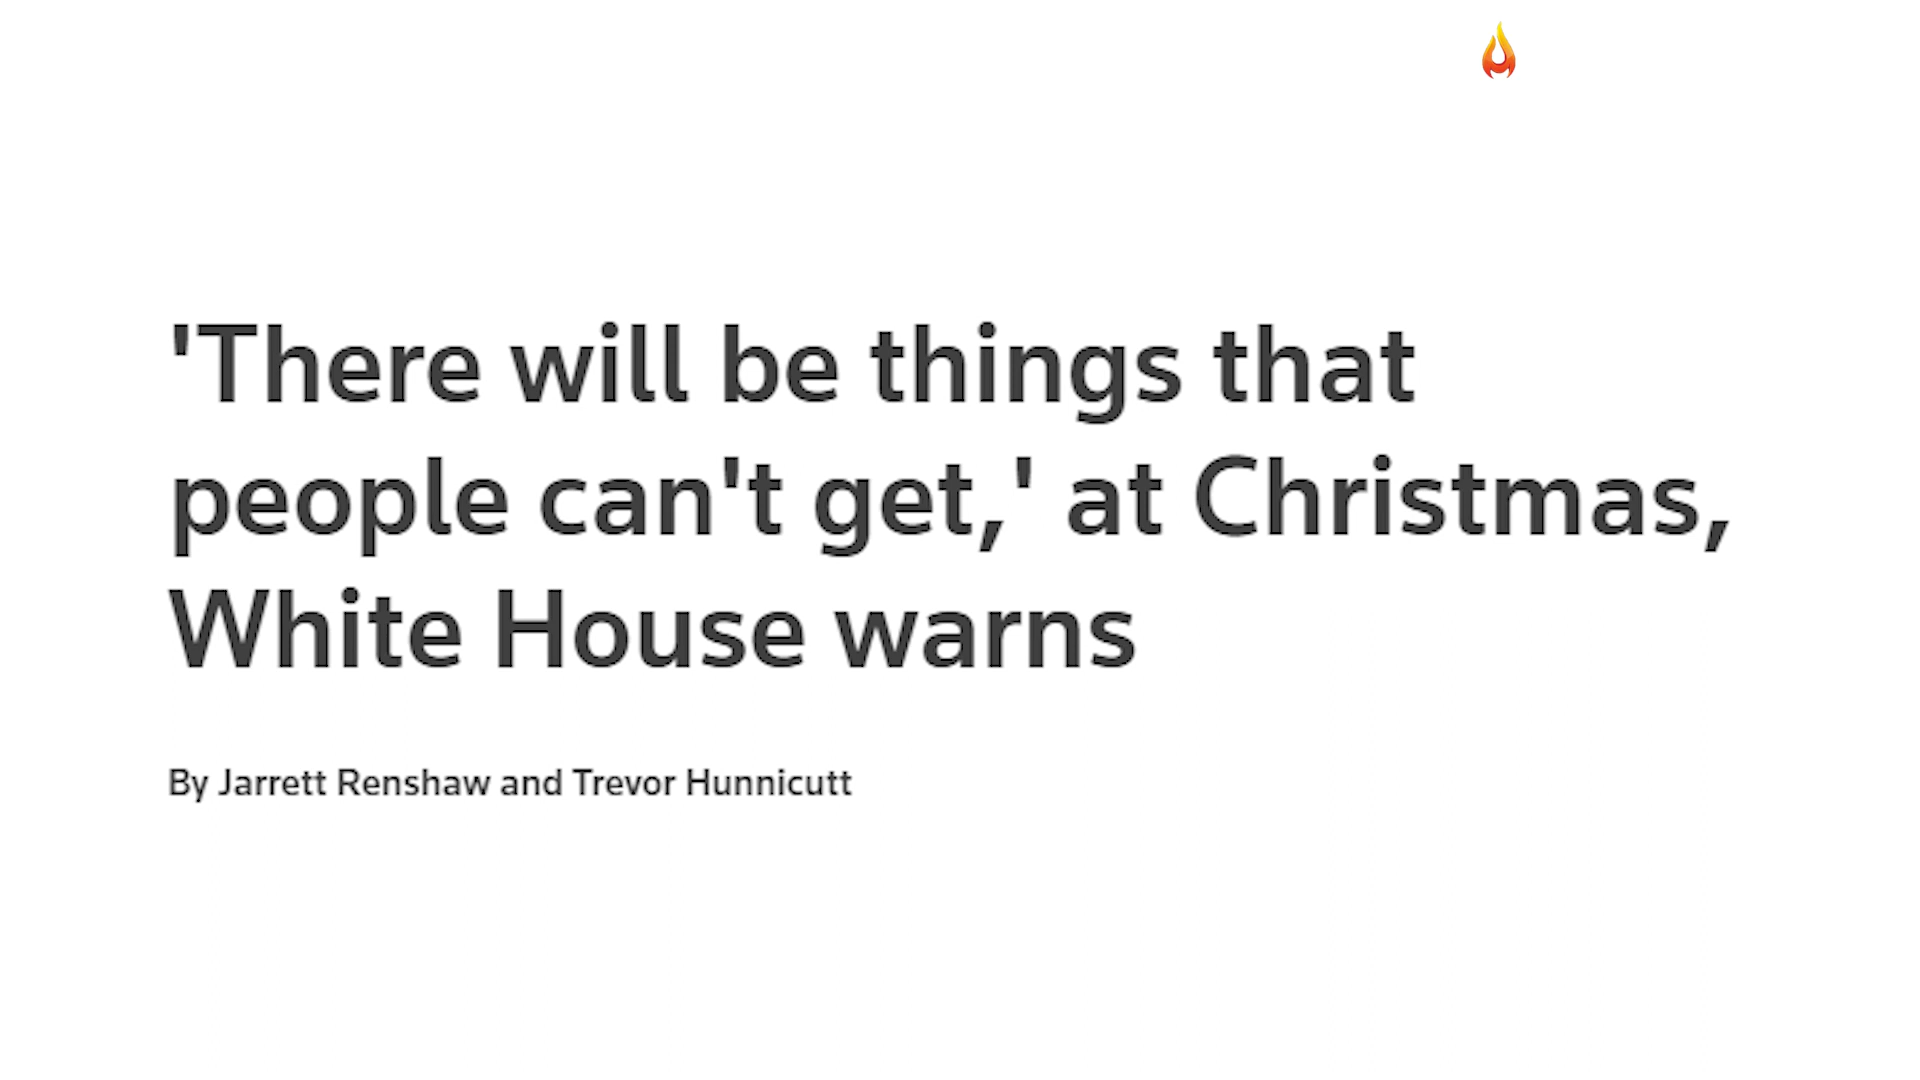 'There will be things that
people can't get,' at Christmas,
White House warns
By Jarrett Renshaw and Trevor Hunnicutt